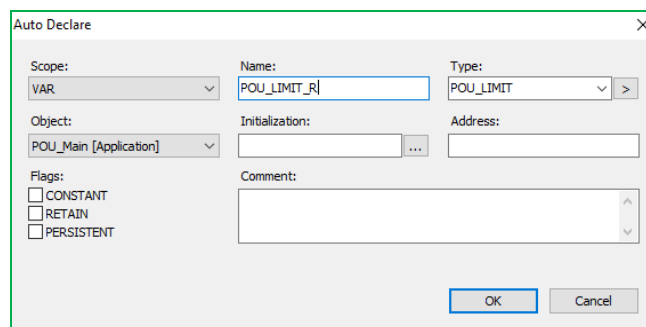 Auto Declare
Scope: Name: Type:
VAR POU_LIMIT_R POU_LIMIT >
Object: Initialization: Address:
POU_Main [Application] ...
Flags: Comment:
CONSTANT
RETAIN
PERSISTENT
OK Cancel